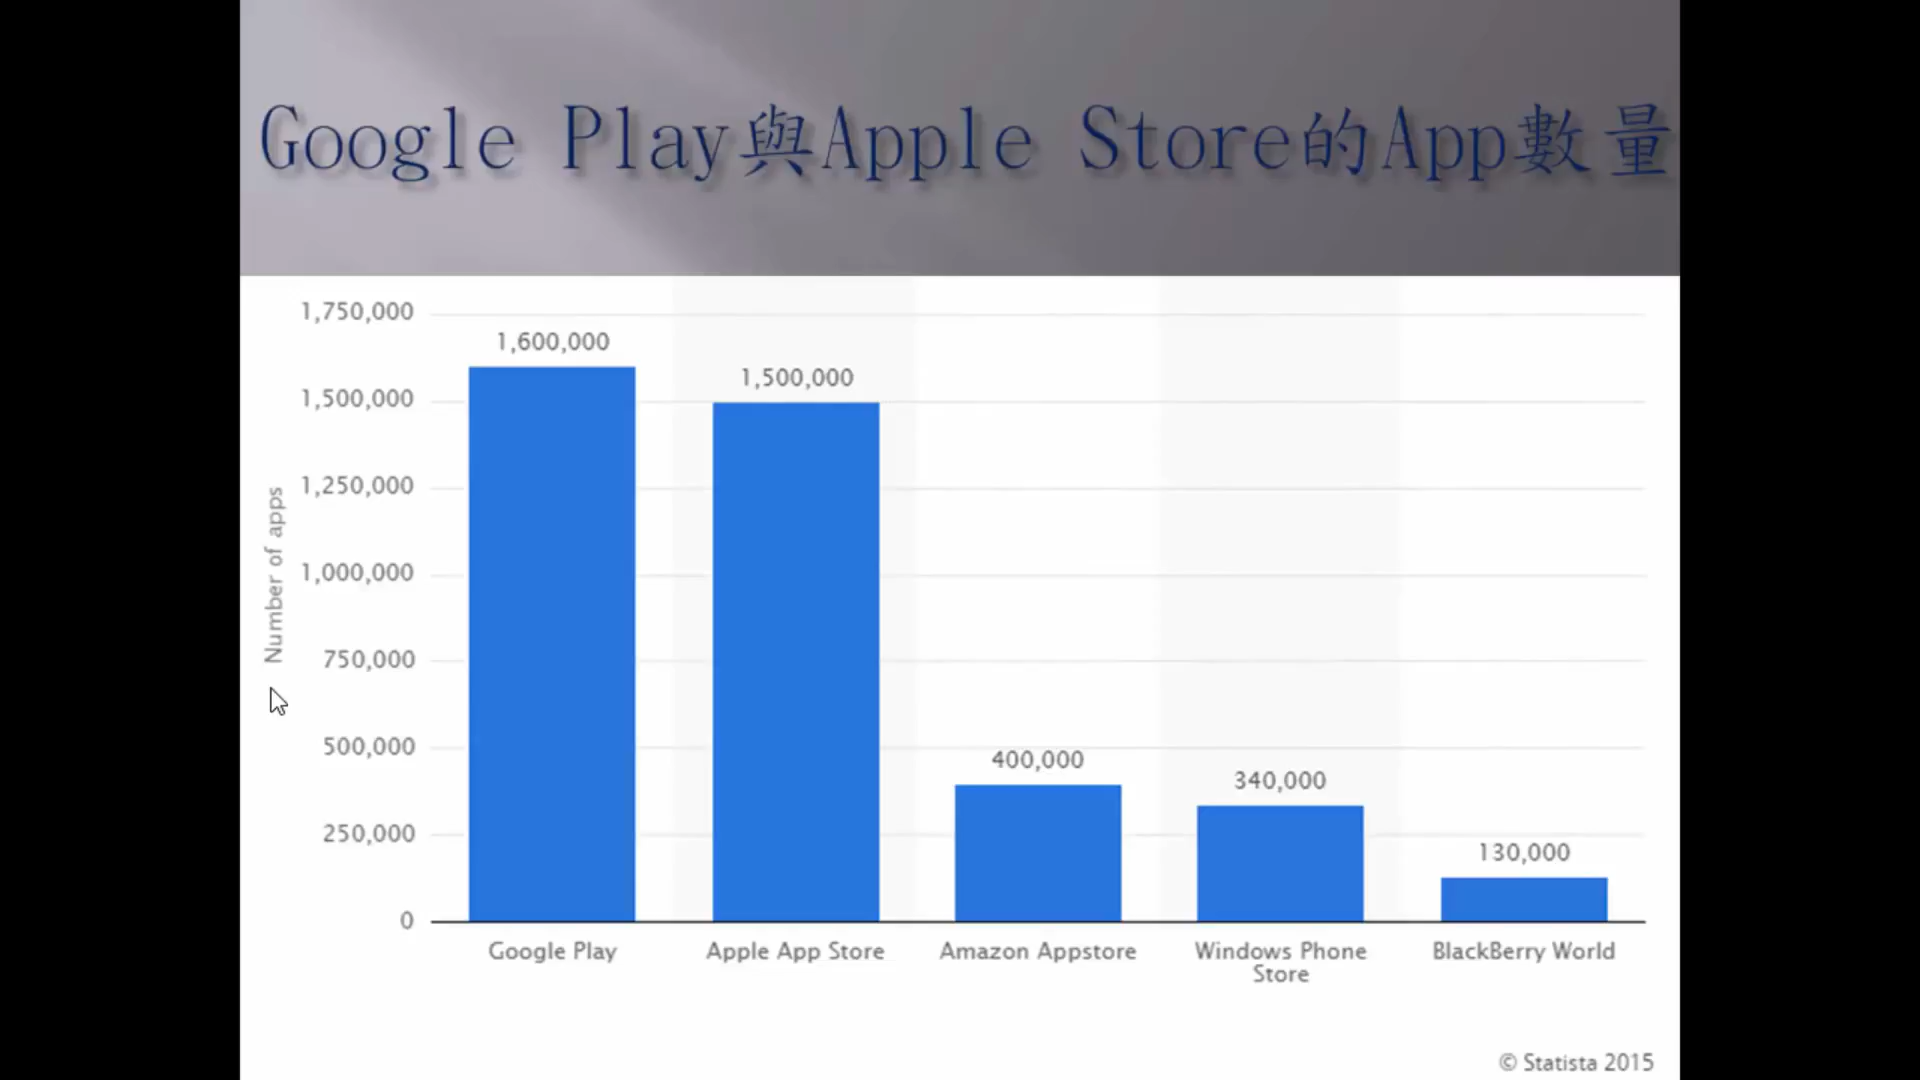 Google Play與Apple Store的App數量
1,750,000
1,600,000
1,500,000
1,500,000
1,250,000
1,000,000
750,000
500,000
400,000
340,000
250,000
130,000
0
Number of apps
Google Play
Apple App Store
Amazon Appstore
Windows Phone
Store
BlackBerry World
© Statista 2015